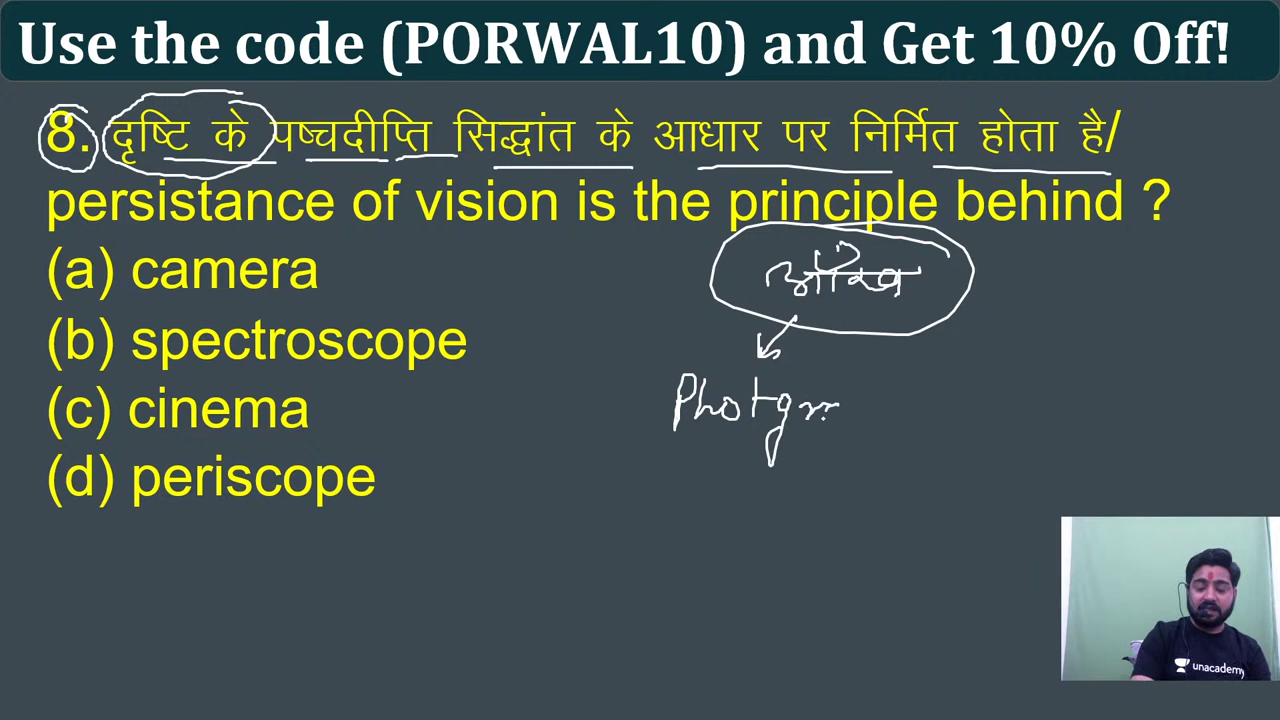 Use the code (PORWAL10) and Get 10% Off!
8. दृष्टि के पष्चदीप्ति सिद्धांत के आधार पर निर्मित होता है/
persistance of vision is the principle behind ?
(a) camera
आँख
(b) spectroscope
(c) cinema
Photgr
(d) periscope
unacademy